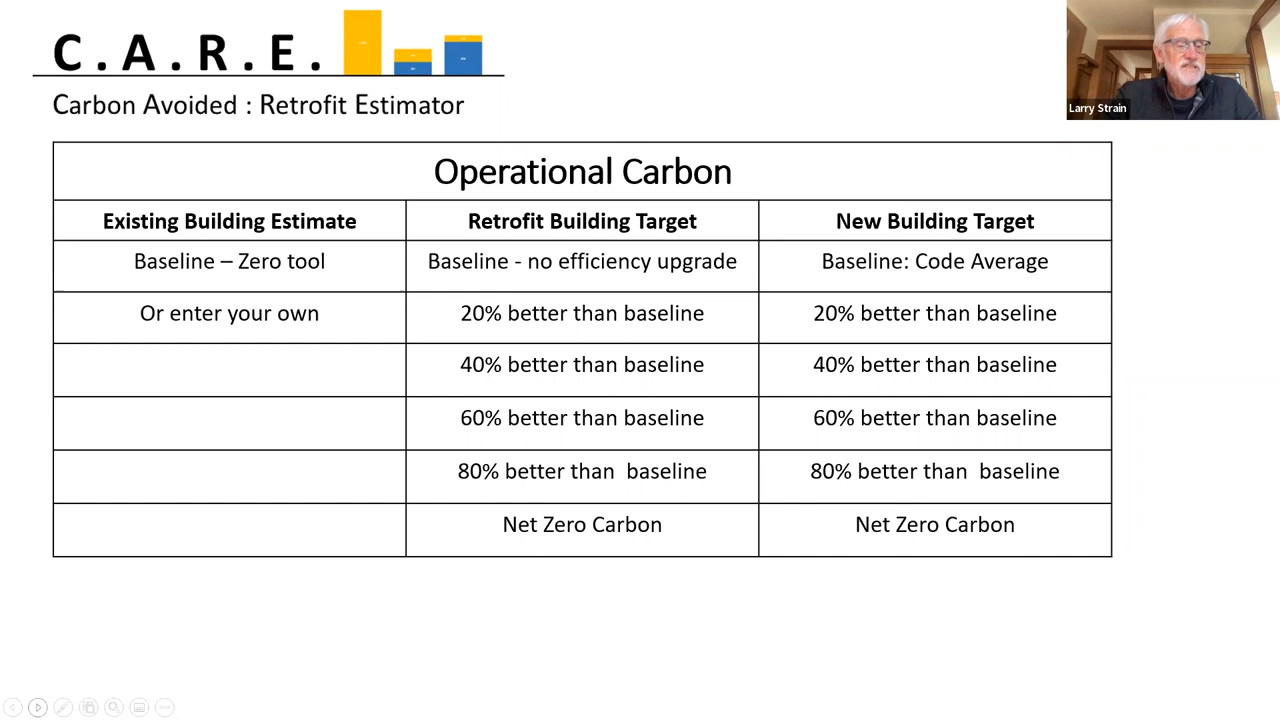 C.A.R.E.
Larry Strain
Carbon Avoided : Retrofit Estimator
Operational Carbon
Existing Building Estimate
Retrofit Building Target
New Building Target
Baseline – Zero tool
Baseline - no efficiency upgrade
Baseline: Code Average
Or enter your own
20% better than baseline
20% better than baseline
40% better than baseline
40% better than baseline
60% better than baseline
60% better than baseline
80% better than  baseline
80% better than  baseline
Net Zero Carbon
Net Zero Carbon